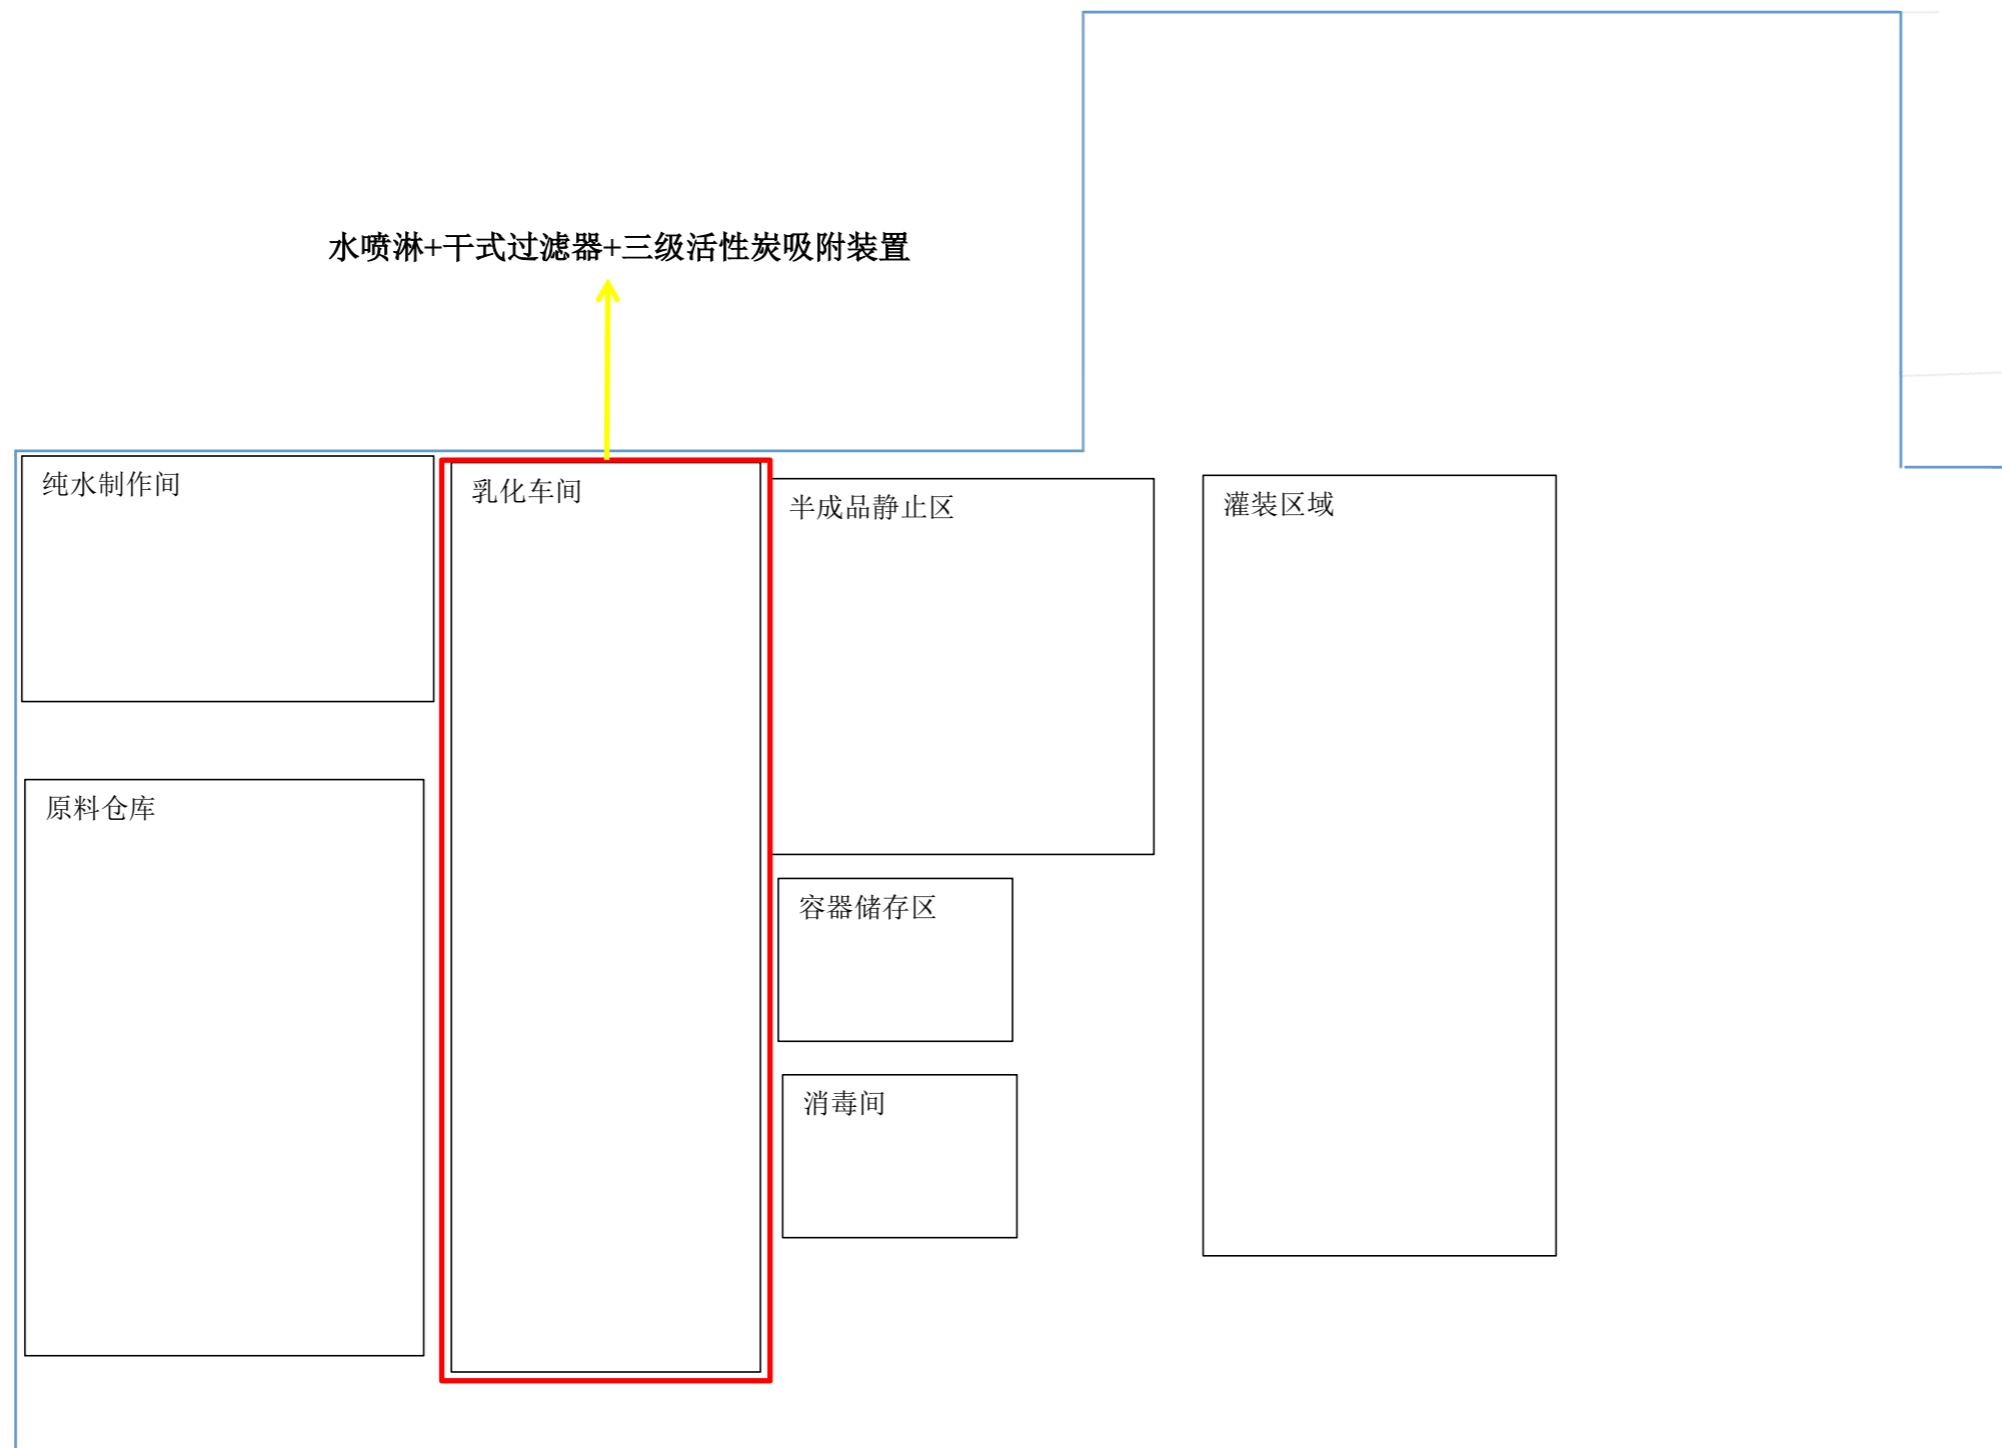 水喷淋+干式过滤器+三级活性炭吸附装置
纯水制作间
乳化车间
半成品静止区
灌装区域
原料仓库
容器储存区
消毒间